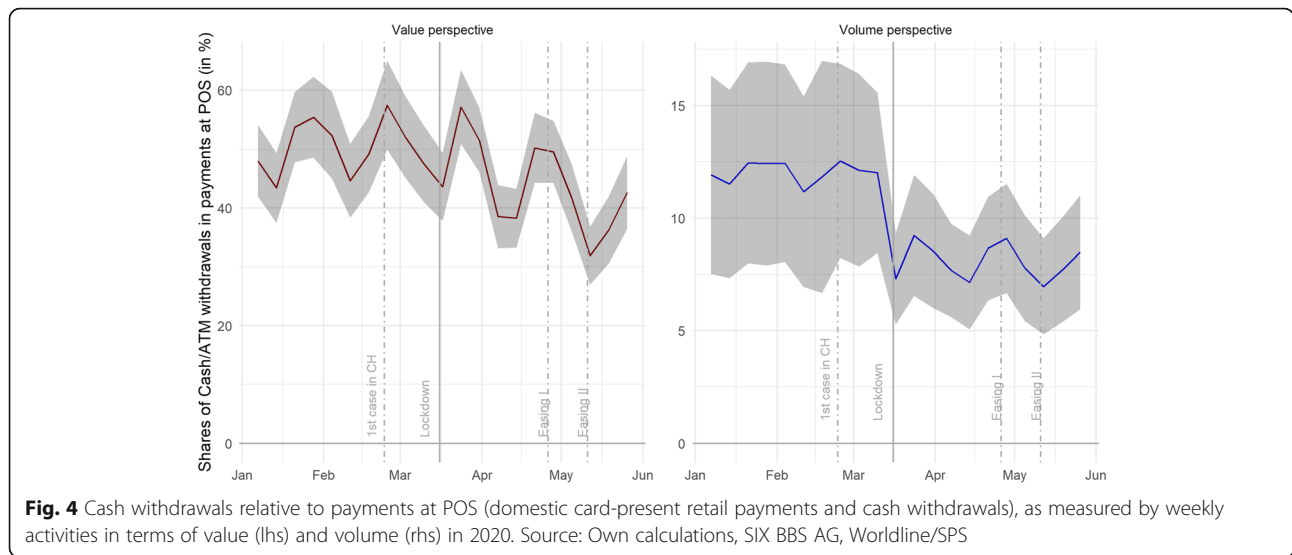 Value perspective
Volume perspective
Shares of Cash/ATM withdrawals in payments at POS (in %)
60
40
20
0
1st case in CH
Lockdown
Easing I
Easing II
Jan Feb Mar Apr May Jun
15
10
5
0
1st case in CH
Lockdown
Easing I
Easing II
Jan Feb Mar Apr May Jun
Fig. 4 Cash withdrawals relative to payments at POS (domestic card-present retail payments and cash withdrawals), as measured by weekly
activities in terms of value (lhs) and volume (rhs) in 2020. Source: Own calculations, SIX BBS AG, Worldline/SPS